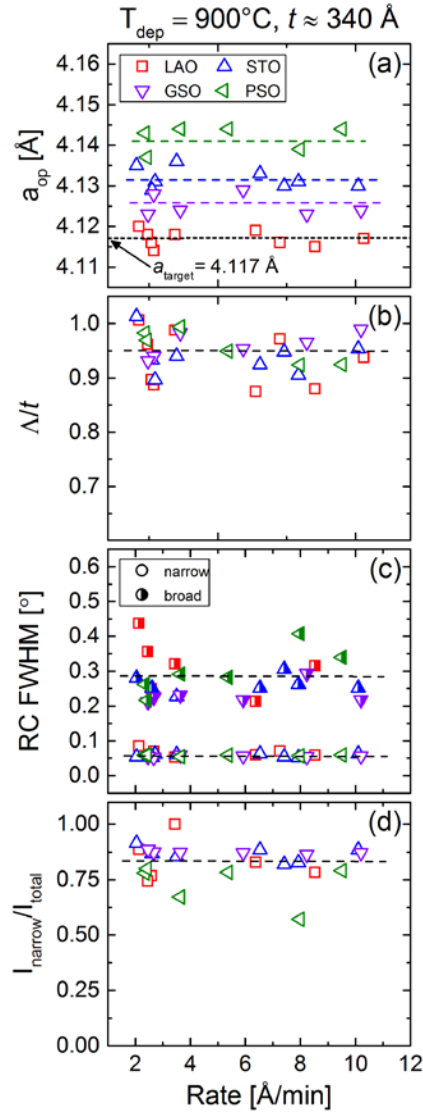 T_dep = 900°C, t ≈ 340 Å
LAO STO
GSO PSO
(a)
a_op [Å]
4.16
4.15
4.14
4.13
4.12
4.11
a_target = 4.117 Å
(b)
Λ/t
1.0
0.9
0.8
0.7
(c)
narrow
broad
RC FWHM [°]
0.6
0.5
0.4
0.3
0.2
0.1
0.0
(d)
I_narrow/I_total
1.00
0.75
0.50
0.25
0.00
2 4 6 8 10 12
Rate [Å/min]